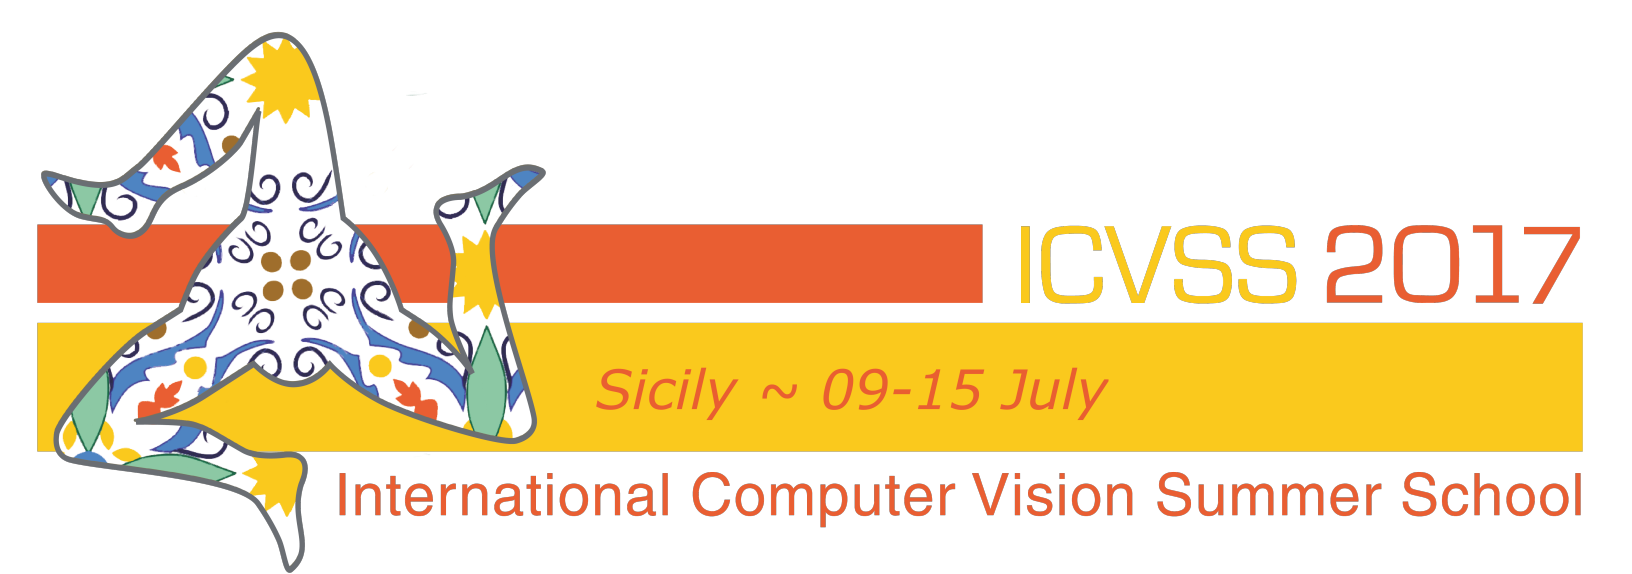 ICVSS 2017
Sicily ~ 09-15 July
International Computer Vision Summer School